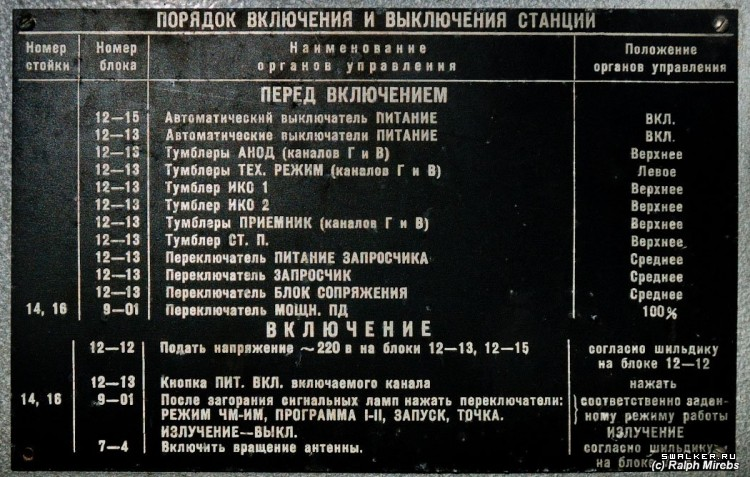 ПОРЯДОК ВКЛЮЧЕНИЯ И ВЫКЛЮЧЕНИЯ СТАНЦИИ
Номер стойки Номер блока Наименование органов управления Положение органов управления
ПЕРЕД ВКЛЮЧЕНИЕМ
12—15 Автоматический выключатель ПИТАНИЕ ВКЛ.
12—13 Автоматические выключатели ПИТАНИЕ ВКЛ.
12—13 Тумблеры АНОД (каналов Г и В) Верхнее
12—13 Тумблеры ТЕХ. РЕЖИМ (каналов Г и В) Левое
12—13 Тумблер ИКО 1 Верхнее
12—13 Тумблер ИКО 2 Верхнее
12—13 Тумблеры ПРИЕМНИК (каналов Г и В) Верхнее
12—13 Тумблер СТ. П. Верхнее
12—13 Переключатель ПИТАНИЕ ЗАПРОСЧИКА Среднее
12—13 Переключатель ЗАПРОСЧИК Среднее
12—13 Переключатель БЛОК СОПРЯЖЕНИЯ Среднее
14, 16 9—01 Переключатель МОЩН. ПД 100%
ВКЛЮЧЕНИЕ
12—12 Подать напряжение ~220 в на блоки 12—13, 12—15 согласно шильдику
на блоке 12—12
12—13 Кнопка ПИТ. ВКЛ. включаемого канала нажать
14, 16 9—01 После загорания сигнальных ламп нажать переключатели: соответственно задан-
РЕЖИМ ЧМ-ИМ, ПРОГРАММА I-II, ЗАПУСК, ТОЧКА. ному режиму работы
ИЗЛУЧЕНИЕ—ВЫКЛ. ИЗЛУЧЕНИЕ
7—4 Включить вращение антенны. согласно шильдику
на блоке
SWALKER.RU
(c) Ralph Mirebs